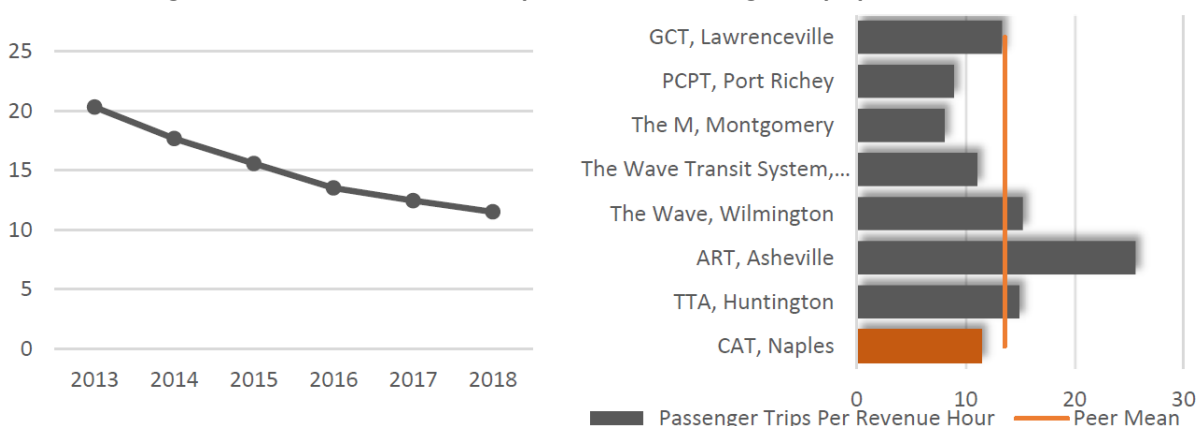 25
20
15
10
5
0
2013 2014 2015 2016 2017 2018
GCT, Lawrenceville
PCPT, Port Richey
The M, Montgomery
The Wave Transit System,...
The Wave, Wilmington
ART, Asheville
TTA, Huntington
CAT, Naples
0 10 20 30
Passenger Trips Per Revenue Hour Peer Mean